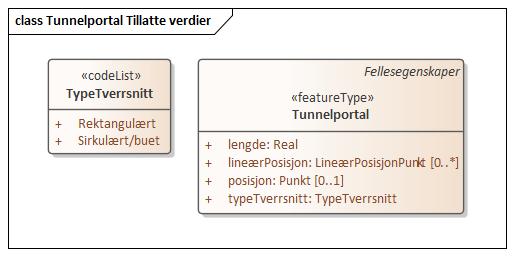 class Tunnelportal Tillatte verdier
«codeList»
TypeTverrsnitt
+ Rektangulært
+ Sirkulært/buet
Fellesegenskaper
«featureType»
Tunnelportal
+ lengde: Real
+ lineærPosisjon: LineærPosisjonPunkt [0..*]
+ posisjon: Punkt [0..1]
+ typeTverrsnitt: TypeTverrsnitt